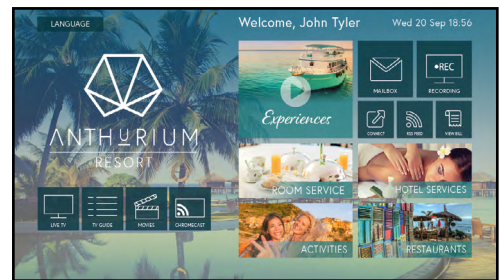 LANGUAGE
Welcome, John Tyler
Wed 20 Sep 18:56
ANTHURIUM
RESORT
Experiences
MAILBOX
•REC
RECORDING
CONNECT
RSS FEED
VIEW BILL
ROOM SERVICE
HOTEL SERVICES
LIVE TV
TV GUIDE
MOVIES
CHROMECAST
ACTIVITIES
RESTAURANTS